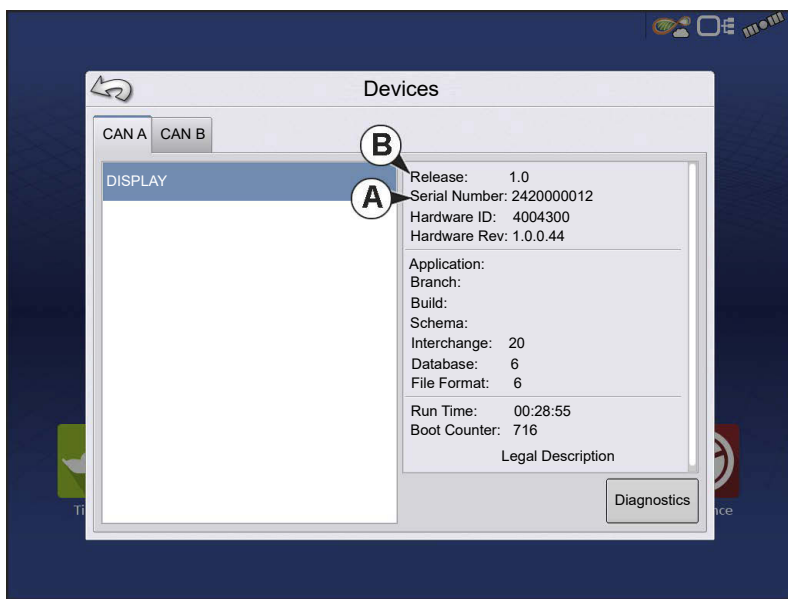 Devices
CAN A CAN B
B
DISPLAY
Release: 1.0
A
Serial Number: 2420000012
Hardware ID: 4004300
Hardware Rev: 1.0.0.44
Application:
Branch:
Build:
Schema:
Interchange: 20
Database: 6
File Format: 6
Run Time: 00:28:55
Boot Counter: 716
Legal Description
Diagnostics
Ti
nce